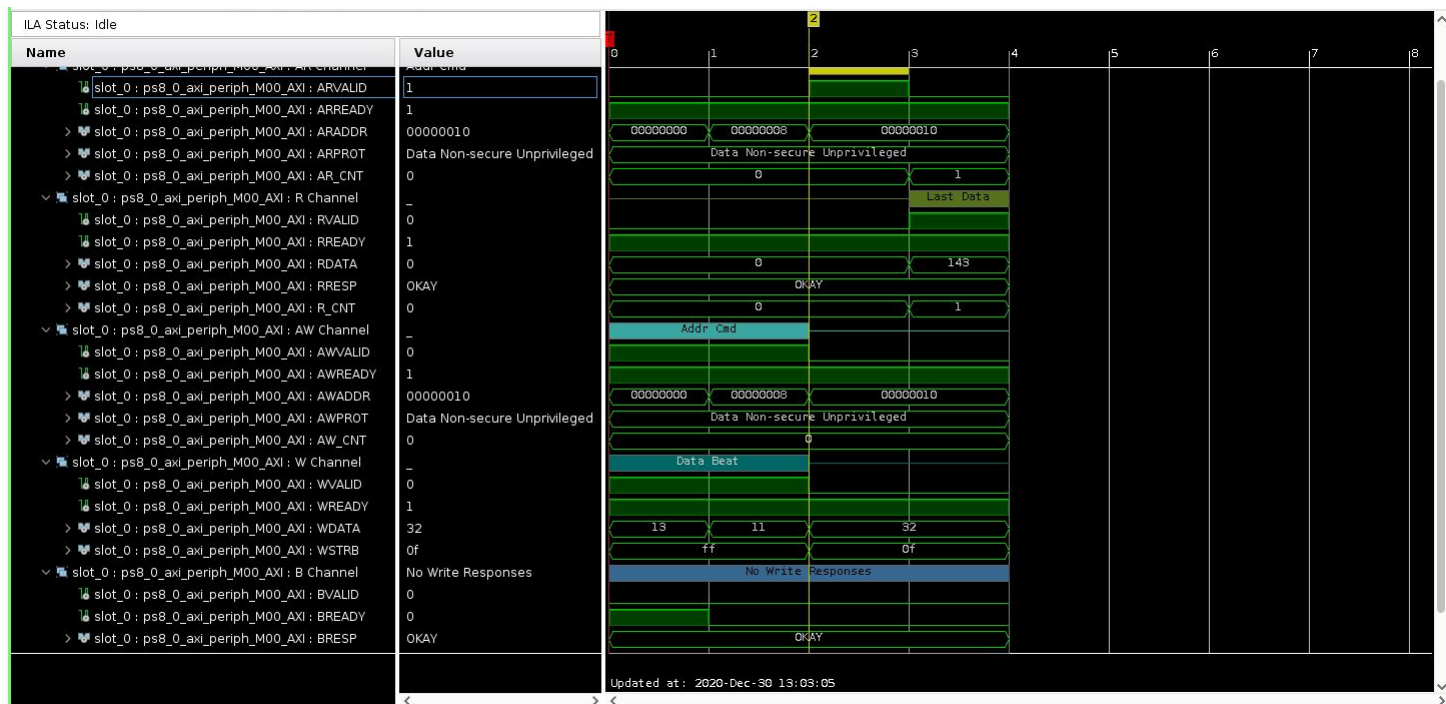 ILA Status: Idle
2
Name Value
0 1 2 3 4 5 6 7 8
slot_0 : ps8_0_axi_periph_M00_AXI : AR Channel Addr Cmd
slot_0 : ps8_0_axi_periph_M00_AXI : ARVALID 1
slot_0 : ps8_0_axi_periph_M00_AXI : ARREADY 1
slot_0 : ps8_0_axi_periph_M00_AXI : ARADDR 00000010 00000000 00000008 00000010
slot_0 : ps8_0_axi_periph_M00_AXI : ARPROT Data Non-secure Unprivileged Data Non-secure Unprivileged
slot_0 : ps8_0_axi_periph_M00_AXI : AR_CNT 0 0 1
slot_0 : ps8_0_axi_periph_M00_AXI : R Channel _ Last Data
slot_0 : ps8_0_axi_periph_M00_AXI : RVALID 0
slot_0 : ps8_0_axi_periph_M00_AXI : RREADY 1
slot_0 : ps8_0_axi_periph_M00_AXI : RDATA 0 0 143
slot_0 : ps8_0_axi_periph_M00_AXI : RRESP OKAY OKAY
slot_0 : ps8_0_axi_periph_M00_AXI : R_CNT 0 0 1
slot_0 : ps8_0_axi_periph_M00_AXI : AW Channel _ Addr Cmd
slot_0 : ps8_0_axi_periph_M00_AXI : AWVALID 0
slot_0 : ps8_0_axi_periph_M00_AXI : AWREADY 1
slot_0 : ps8_0_axi_periph_M00_AXI : AWADDR 00000010 00000000 00000008 00000010
slot_0 : ps8_0_axi_periph_M00_AXI : AWPROT Data Non-secure Unprivileged Data Non-secure Unprivileged
slot_0 : ps8_0_axi_periph_M00_AXI : AW_CNT 0 0
slot_0 : ps8_0_axi_periph_M00_AXI : W Channel _ Data Beat
slot_0 : ps8_0_axi_periph_M00_AXI : WVALID 0
slot_0 : ps8_0_axi_periph_M00_AXI : WREADY 1
slot_0 : ps8_0_axi_periph_M00_AXI : WDATA 32 13 11 32
slot_0 : ps8_0_axi_periph_M00_AXI : WSTRB 0f ff 0f
slot_0 : ps8_0_axi_periph_M00_AXI : B Channel No Write Responses No Write Responses
slot_0 : ps8_0_axi_periph_M00_AXI : BVALID 0
slot_0 : ps8_0_axi_periph_M00_AXI : BREADY 0
slot_0 : ps8_0_axi_periph_M00_AXI : BRESP OKAY OKAY
Updated at: 2020-Dec-30 13:03:05